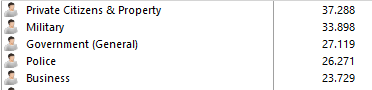 Private Citizens & Property 37.288
Military 33.898
Government (General) 27.119
Police 26.271
Business 23.729